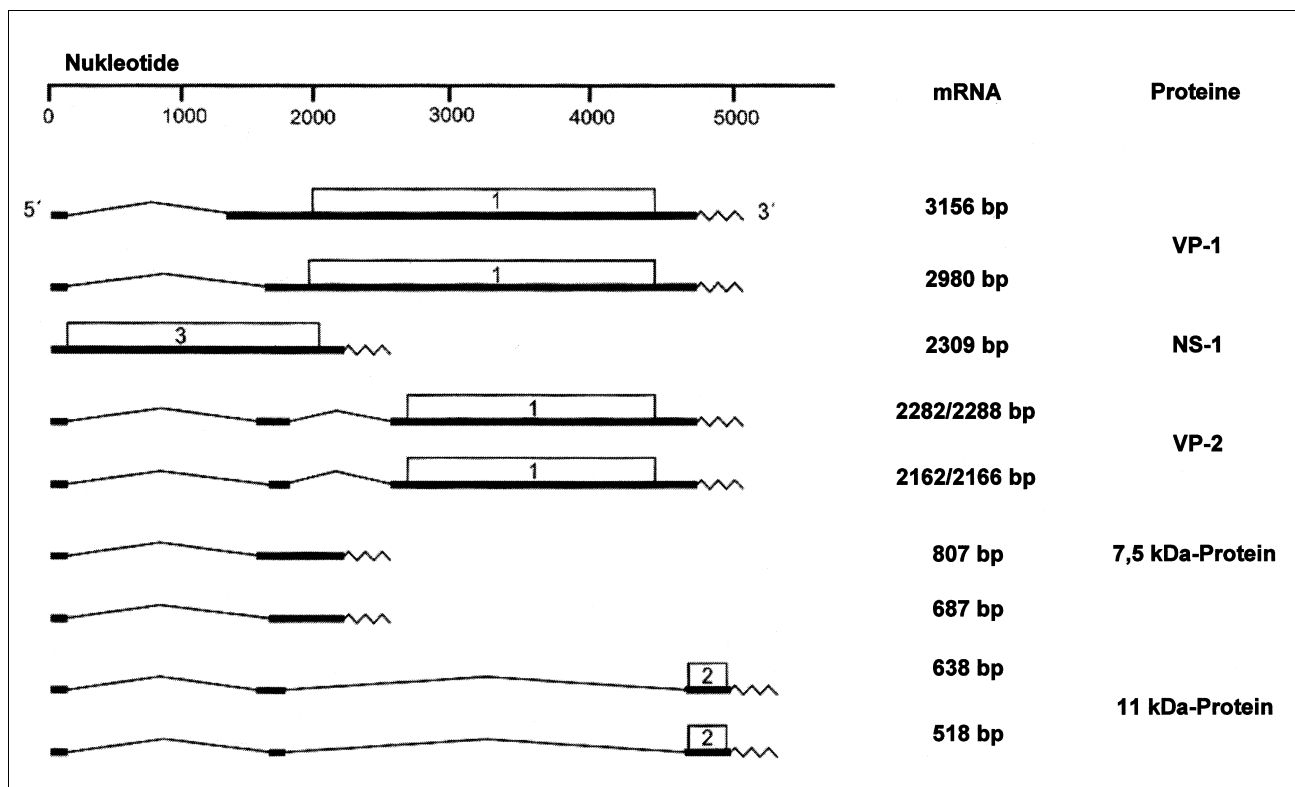 Nukleotide
mRNA Proteine
0 1000 2000 3000 4000 5000
5´ 1 3´ 3156 bp
VP-1
1 2980 bp
3 2309 bp NS-1
1 2282/2288 bp
VP-2
1 2162/2166 bp
807 bp 7,5 kDa-Protein
687 bp
2 638 bp
11 kDa-Protein
2 518 bp